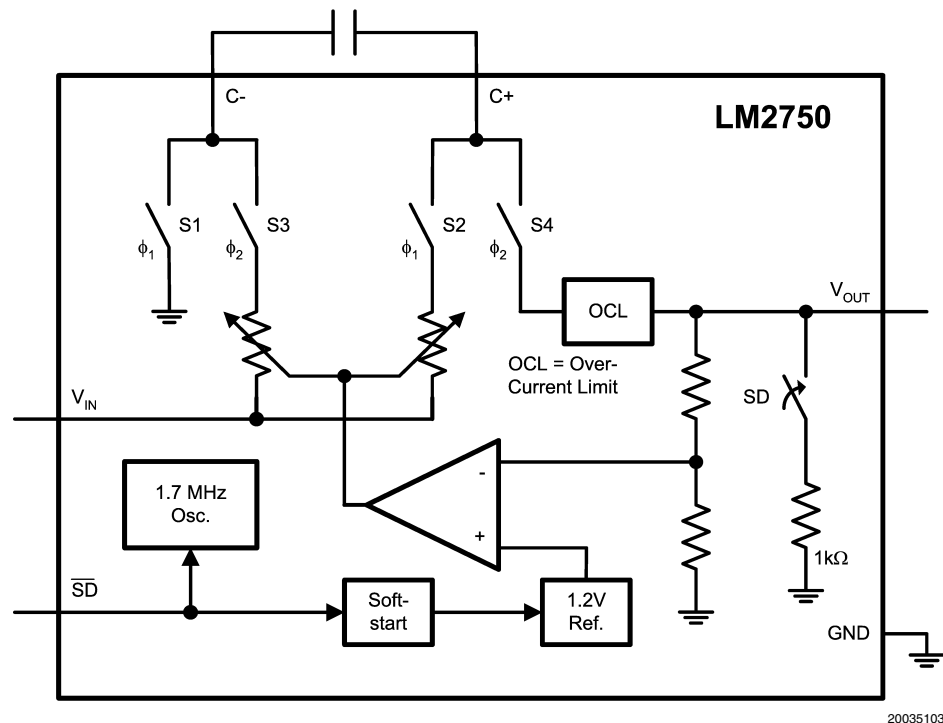 C-
C+
LM2750
S1
S3
S2
S4
ϕ1
ϕ2
ϕ1
ϕ2
OCL
VOUT
OCL = Over-
Current Limit
VIN
SD
-
+
1.7 MHz
Osc.
1kΩ
S̅D̅
Soft-
start
1.2V
Ref.
GND
20035103